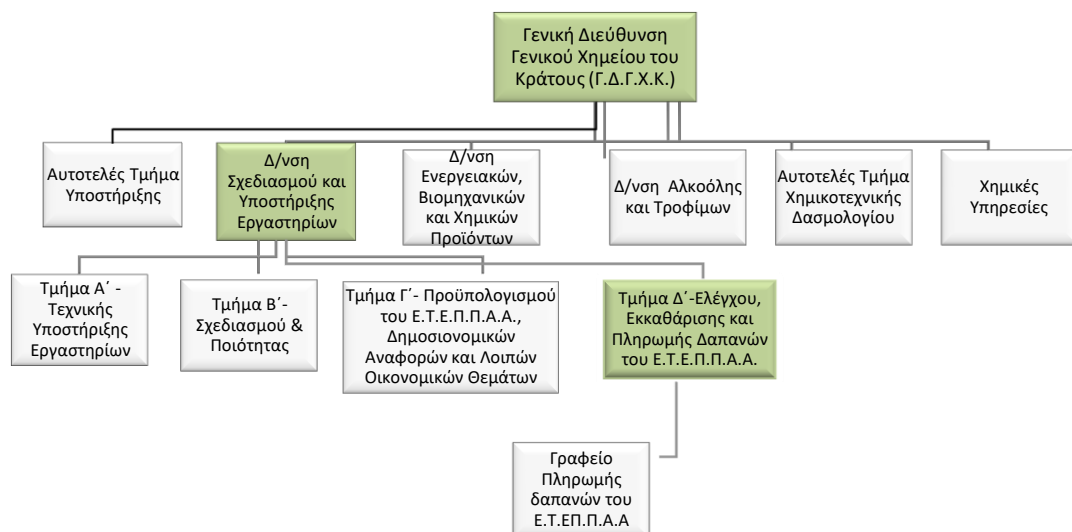 Γενική Διεύθυνση
Γενικού Χημείου του
Κράτους (Γ.Δ.Γ.Χ.Κ.)
Αυτοτελές Τμήμα
Υποστήριξης
Δ/νση
Σχεδιασμού και
Υποστήριξης
Εργαστηρίων
Δ/νση
Ενεργειακών,
Βιομηχανικών
και Χημικών
Προϊόντων
Δ/νση Αλκοόλης
και Τροφίμων
Αυτοτελές Τμήμα
Χημικοτεχνικής
Δασμολογίου
Χημικές
Υπηρεσίες
Τμήμα Α΄ -
Τεχνικής
Υποστήριξης
Εργαστηρίων
Τμήμα Β΄-
Σχεδιασμού &
Ποιότητας
Τμήμα Γ΄- Προϋπολογισμού
του Ε.Τ.Ε.Π.Π.Α.Α.,
Δημοσιονομικών
Αναφορών και Λοιπών
Οικονομικών Θεμάτων
Τμήμα Δ΄-Ελέγχου,
Εκκαθάρισης και
Πληρωμής Δαπανών
του Ε.Τ.Ε.Π.Π.Α.Α.
Γραφείο
Πληρωμής
δαπανών του
Ε.Τ.ΕΠ.Π.Α.Α